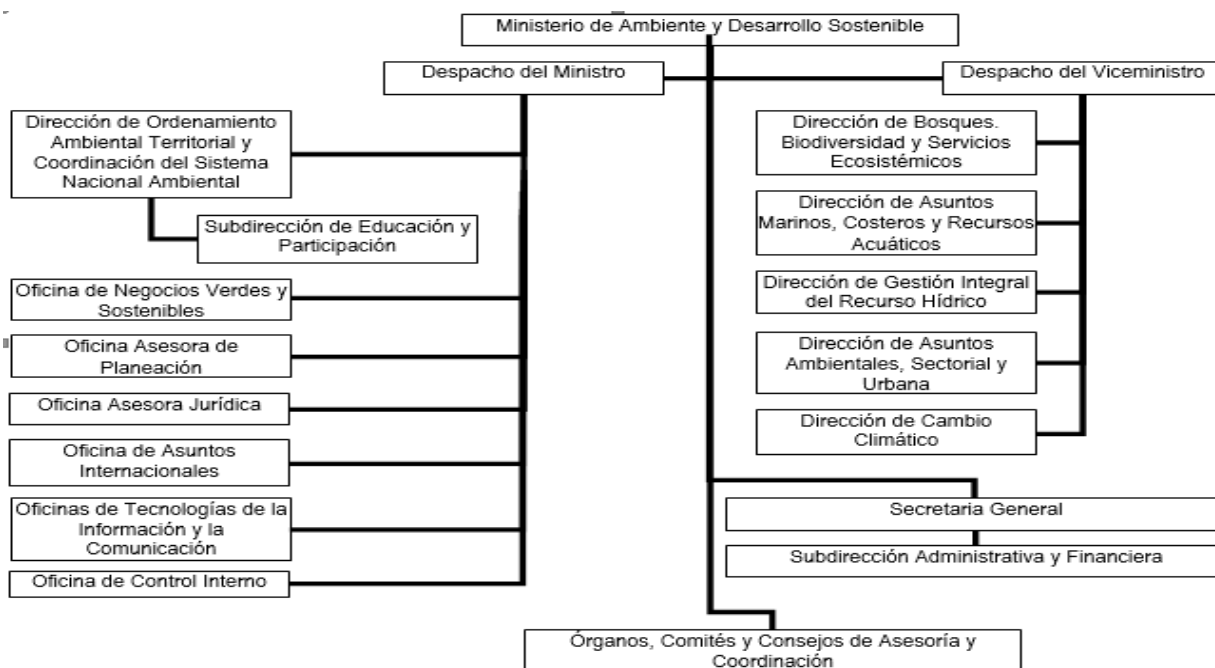 Ministerio de Ambiente y Desarrollo Sostenible
Despacho del Ministro
Despacho del Viceministro
Dirección de Ordenamiento
Ambiental Territorial y
Coordinación del Sistema
Nacional Ambiental
Subdirección de Educación y
Participación
Oficina de Negocios Verdes y
Sostenibles
Oficina Asesora de
Planeación
Oficina Asesora Jurídica
Oficina de Asuntos
Internacionales
Oficinas de Tecnologías de la
Información y la
Comunicación
Oficina de Control Interno
Dirección de Bosques.
Biodiversidad y Servicios
Ecosistémicos
Dirección de Asuntos
Marinos, Costeros y Recursos
Acuáticos
Dirección de Gestión Integral
del Recurso Hídrico
Dirección de Asuntos
Ambientales, Sectorial y
Urbana
Dirección de Cambio
Climático
Secretaria General
Subdirección Administrativa y Financiera
Órganos, Comités y Consejos de Asesoría y
Coordinación